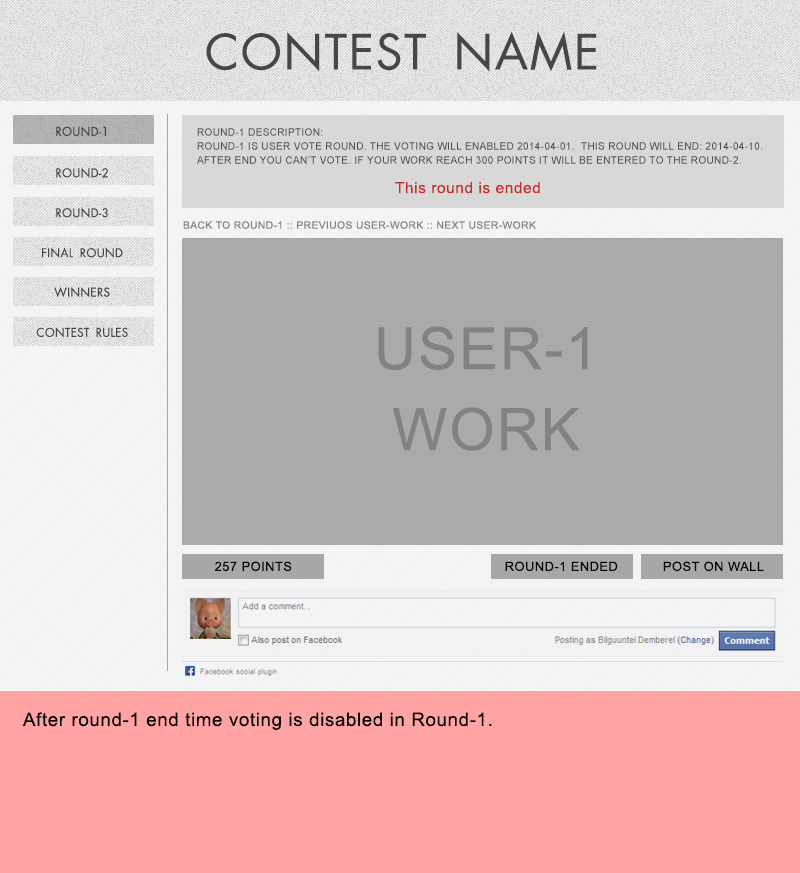 CONTEST NAME
ROUND-1
ROUND-2
ROUND-3
FINAL ROUND
WINNERS
CONTEST RULES
ROUND-1 DESCRIPTION:
ROUND-1 IS USER VOTE ROUND. THE VOTING WILL ENABLED 2014-04-01. THIS ROUND WILL END: 2014-04-10.
AFTER END YOU CAN'T VOTE. IF YOUR WORK REACH 300 POINTS IT WILL BE ENTERED TO THE ROUND-2.
This round is ended
BACK TO ROUND-1 :: PREVIUOS USER-WORK :: NEXT USER-WORK
USER-1
WORK
257 POINTS
ROUND-1 ENDED
POST ON WALL
Add a comment...
Also post on Facebook
Posting as Bilguuntei Demberel (Change)
Comment
Facebook social plugin
After round-1 end time voting is disabled in Round-1.